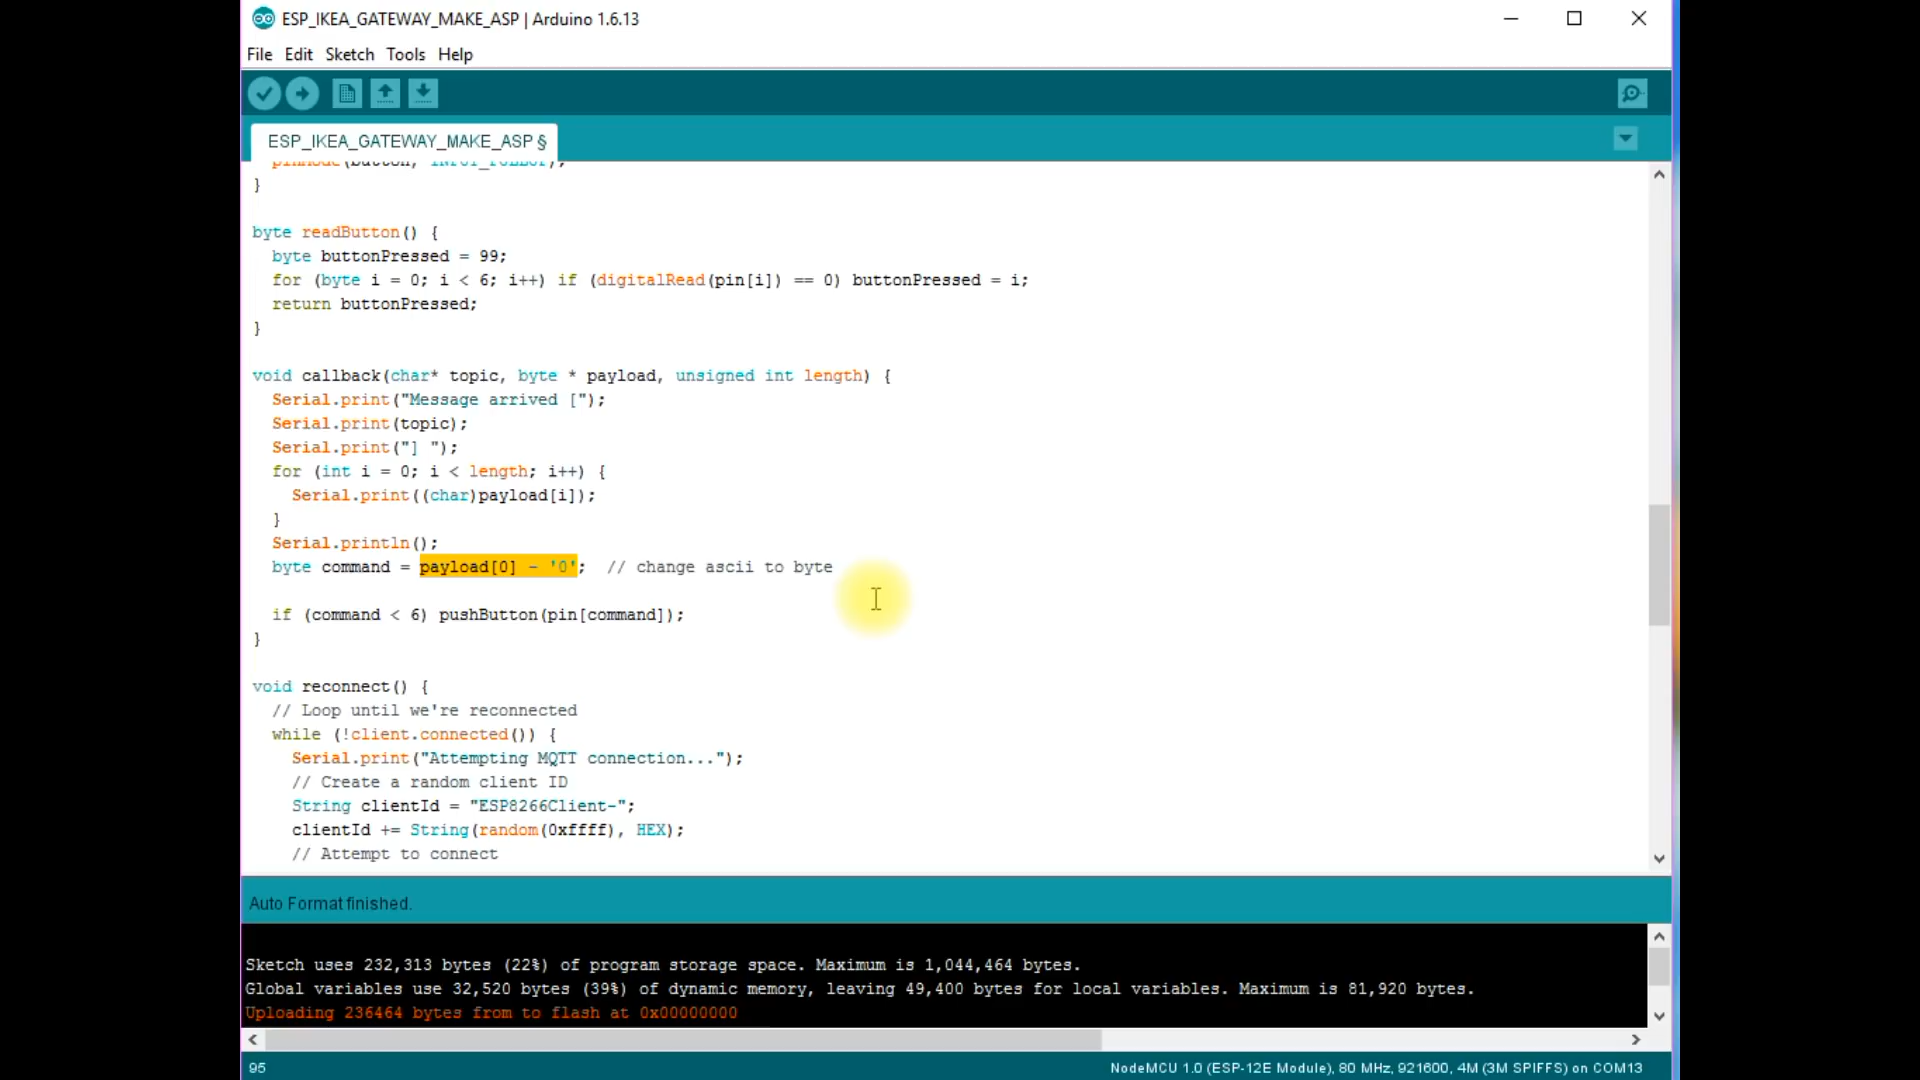 ESP_IKEA_GATEWAY_MAKE_ASP | Arduino 1.6.13
File Edit Sketch Tools Help
ESP_IKEA_GATEWAY_MAKE_ASP §
pinMode(button, INPUT_PULLUP);
}
byte readButton() {
byte buttonPressed = 99;
for (byte i = 0; i < 6; i++) if (digitalRead(pin[i]) == 0) buttonPressed = i;
return buttonPressed;
}
void callback(char* topic, byte * payload, unsigned int length) {
Serial.print("Message arrived [");
Serial.print(topic);
Serial.print("] ");
for (int i = 0; i < length; i++) {
Serial.print((char)payload[i]);
}
Serial.println();
byte command = payload[0] - '0';  // change ascii to byte
if (command < 6) pushButton(pin[command]);
}
void reconnect() {
// Loop until we're reconnected
while (!client.connected()) {
Serial.print("Attempting MQTT connection...");
// Create a random client ID
String clientId = "ESP8266Client-";
clientId += String(random(0xffff), HEX);
// Attempt to connect
Auto Format finished.
Sketch uses 232,313 bytes (22%) of program storage space. Maximum is 1,044,464 bytes.
Global variables use 32,520 bytes (39%) of dynamic memory, leaving 49,400 bytes for local variables. Maximum is 81,920 bytes.
Uploading 236464 bytes from to flash at 0x00000000
95
NodeMCU 1.0 (ESP-12E Module), 80 MHz, 921600, 4M (3M SPIFFS) on COM13